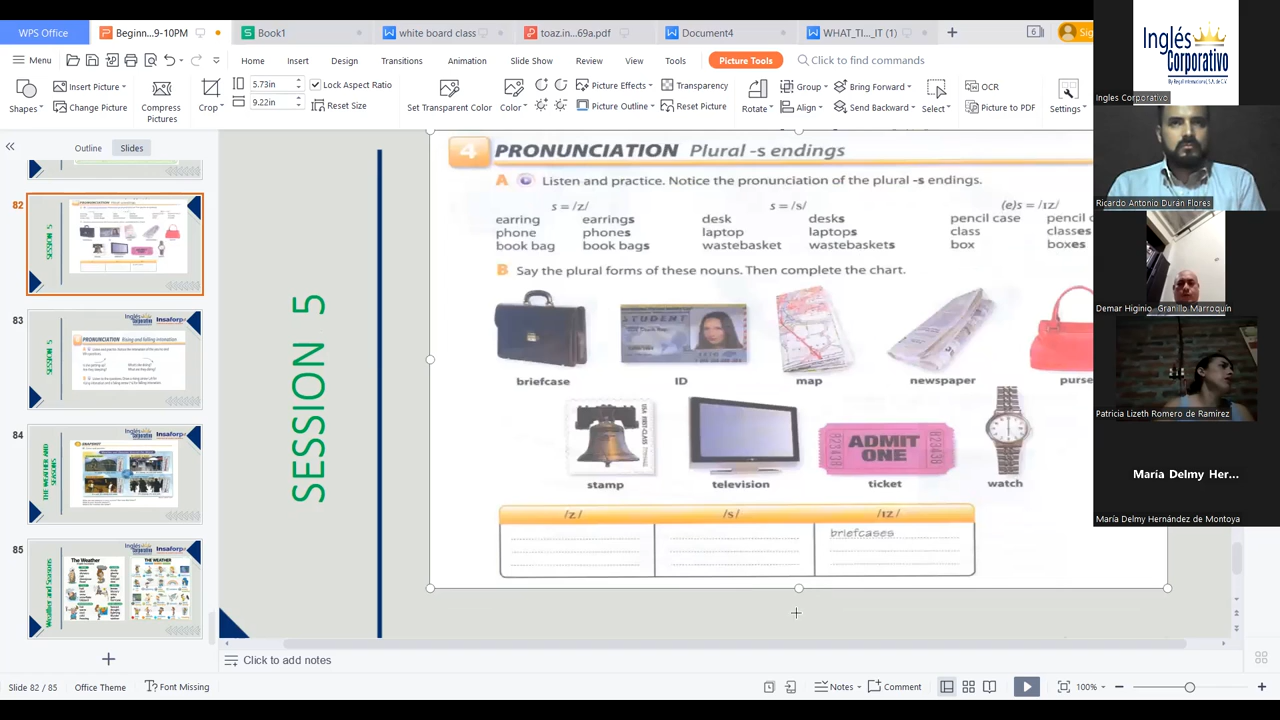 WPS Office
Beginn...9-10PM
Book1
white board class
toaz.in...69a.pdf
Document4
WHAT_TI..._IT (1)
Menu
Home
Insert
Design
Transitions
Animation
Slide Show
Review
View
Tools
Picture Tools
Click to find commands
Shapes
Insert Picture
Change Picture
Compress
Pictures
Crop
5.73in
9.22in
Lock Aspect Ratio
Reset Size
Set Transparent Color
Color
Picture Effects
Picture Outline
Transparency
Reset Picture
Rotate
Group
Align
Bring Forward
Send Backward
Select
OCR
Picture to PDF
Settings
Outline
Slides
82
83
84
85
SESSION 5
4 PRONUNCIATION Plural -s endings
A Listen and practice. Notice the pronunciation of the plural -s endings.
s = /z/ s = /s/ (e)s = /ɪz/
earring earrings desk desks pencil case pencil c
phone phones laptop laptops class classes
book bag book bags wastebasket wastebaskets box boxes
B Say the plural forms of these nouns. Then complete the chart.
STUDENT
briefcase ID map newspaper purse
ADMIT
ONE
stamp television ticket watch
/z/ /s/ /ɪz/
briefcases
Click to add notes
Slide 82 / 85
Office Theme
Font Missing
Notes
Comment
100%
Inglés
Corporativo
Ingles Corporativo
Ricardo Antonio Duran Flores
Demar Higinio Granillo Marroquin
Patricia Lizeth Romero de Ramirez
María Delmy Her...
María Delmy Hernández de Montoya